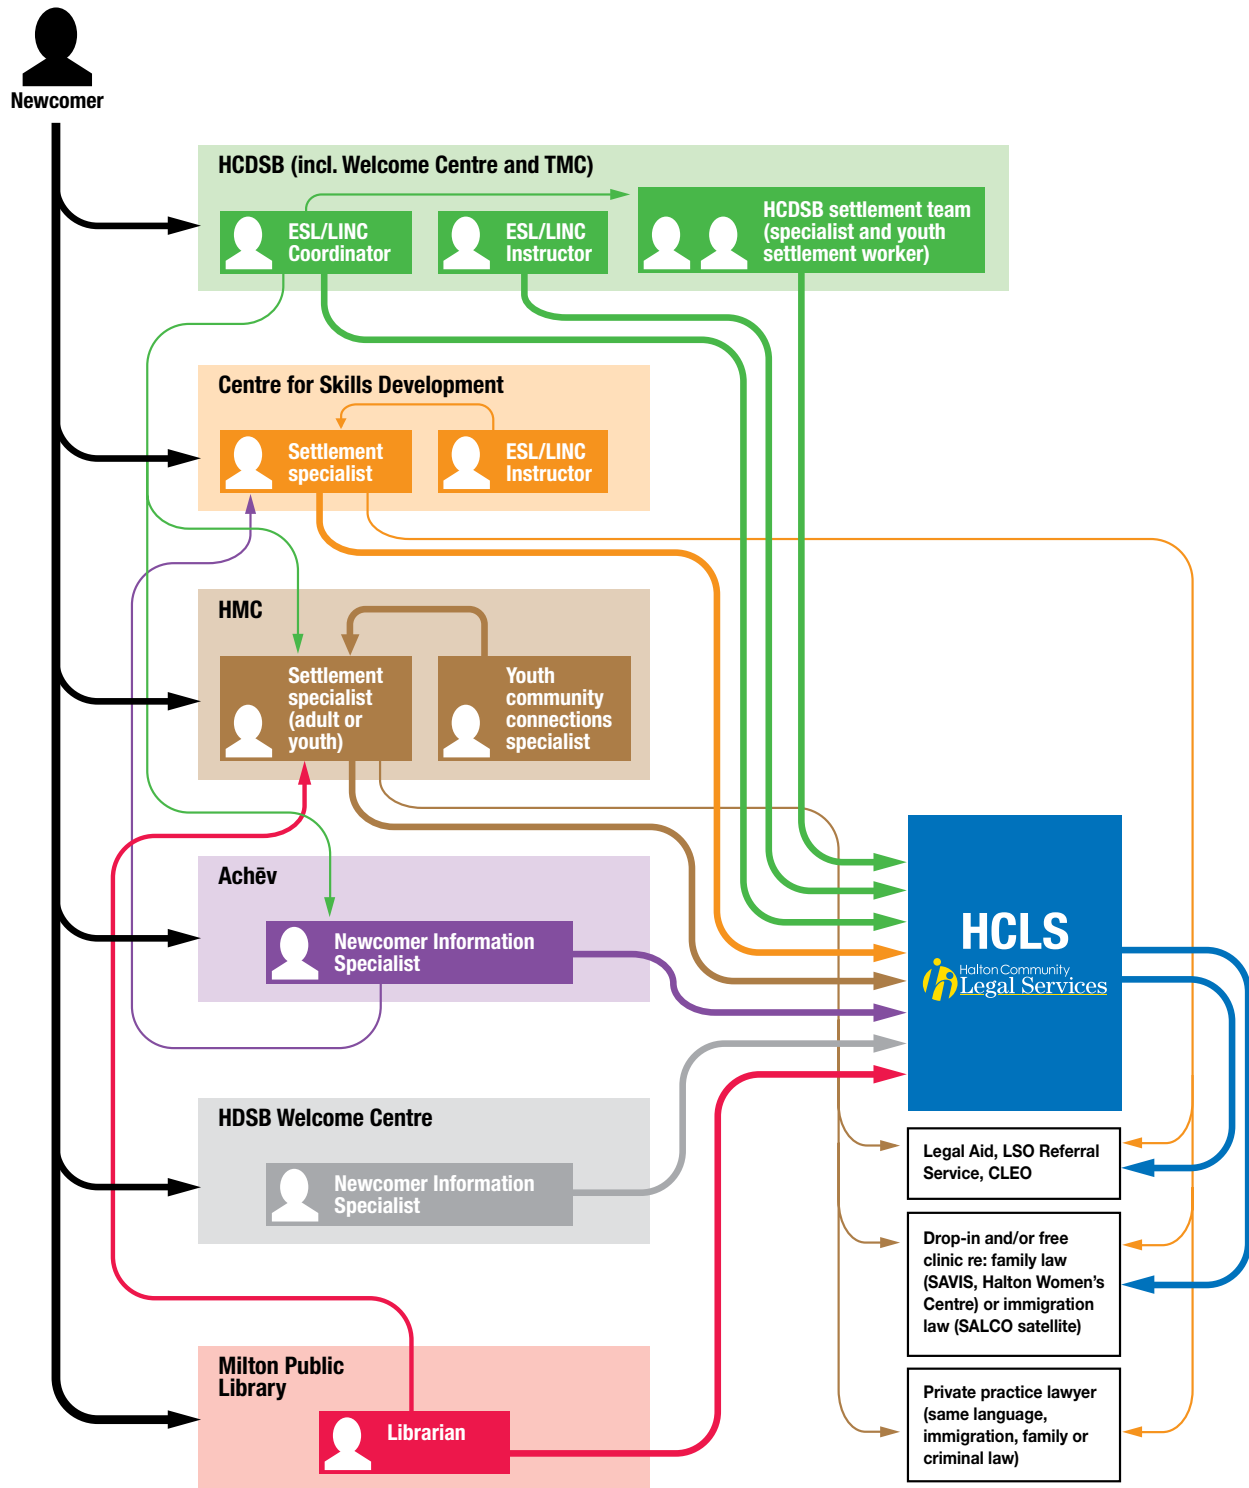 Newcomer
HCDSB (incl. Welcome Centre and TMC)
ESL/LINC
Coordinator
ESL/LINC
Instructor
HCDSB settlement team
(specialist and youth
settlement worker)
Centre for Skills Development
Settlement
specialist
ESL/LINC
Instructor
HMC
Settlement
specialist
(adult or
youth)
Youth
community
connections
specialist
Achēv
Newcomer Information
Specialist
HCLS
Halton Community
Legal Services
HDSB Welcome Centre
Newcomer Information
Specialist
Legal Aid, LSO Referral
Service, CLEO
Drop-in and/or free
clinic re: family law
(SAVIS, Halton Women's
Centre) or immigration
law (SALCO satellite)
Milton Public
Library
Librarian
Private practice lawyer
(same language,
immigration, family or
criminal law)